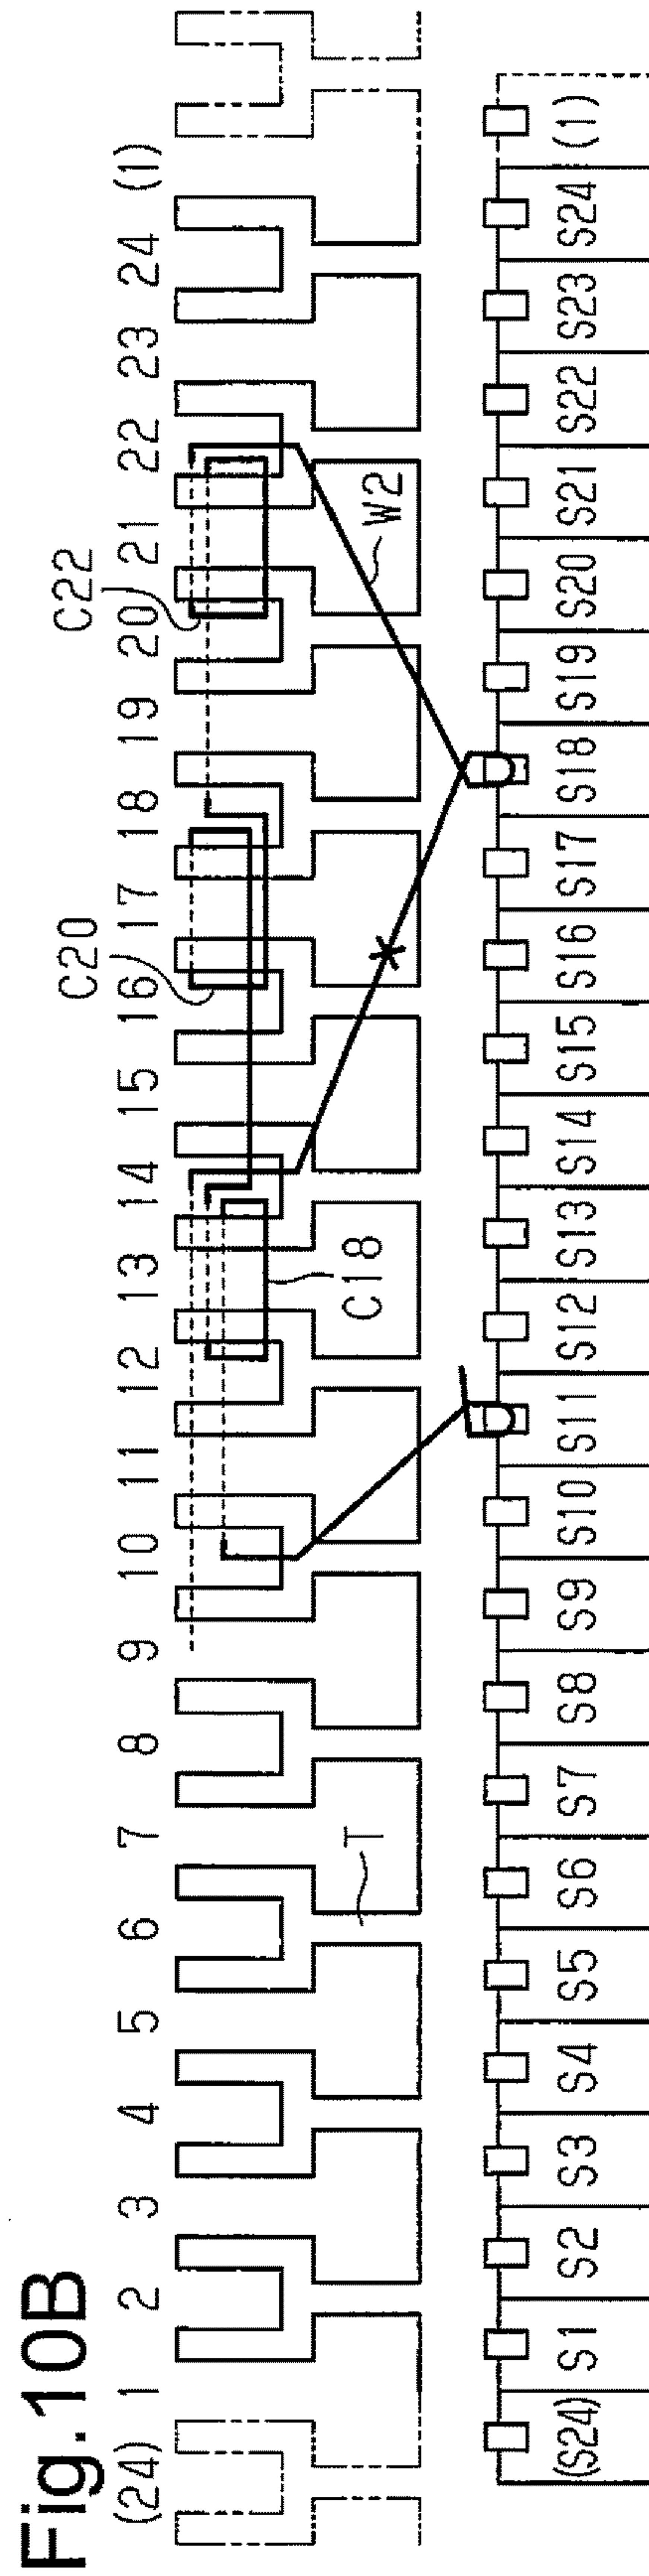 Fig.10B
(24) 1 2 3 4 5 6 7 8 9 10 11 12 13 14 15 16 17 18 19 20 21 22 23 24 (1)
C20 C22
T C18 W2
(S24) S1 S2 S3 S4 S5 S6 S7 S8 S9 S10 S11 S12 S13 S14 S15 S16 S17 S18 S19 S20 S21 S22 S23 S24 (1)